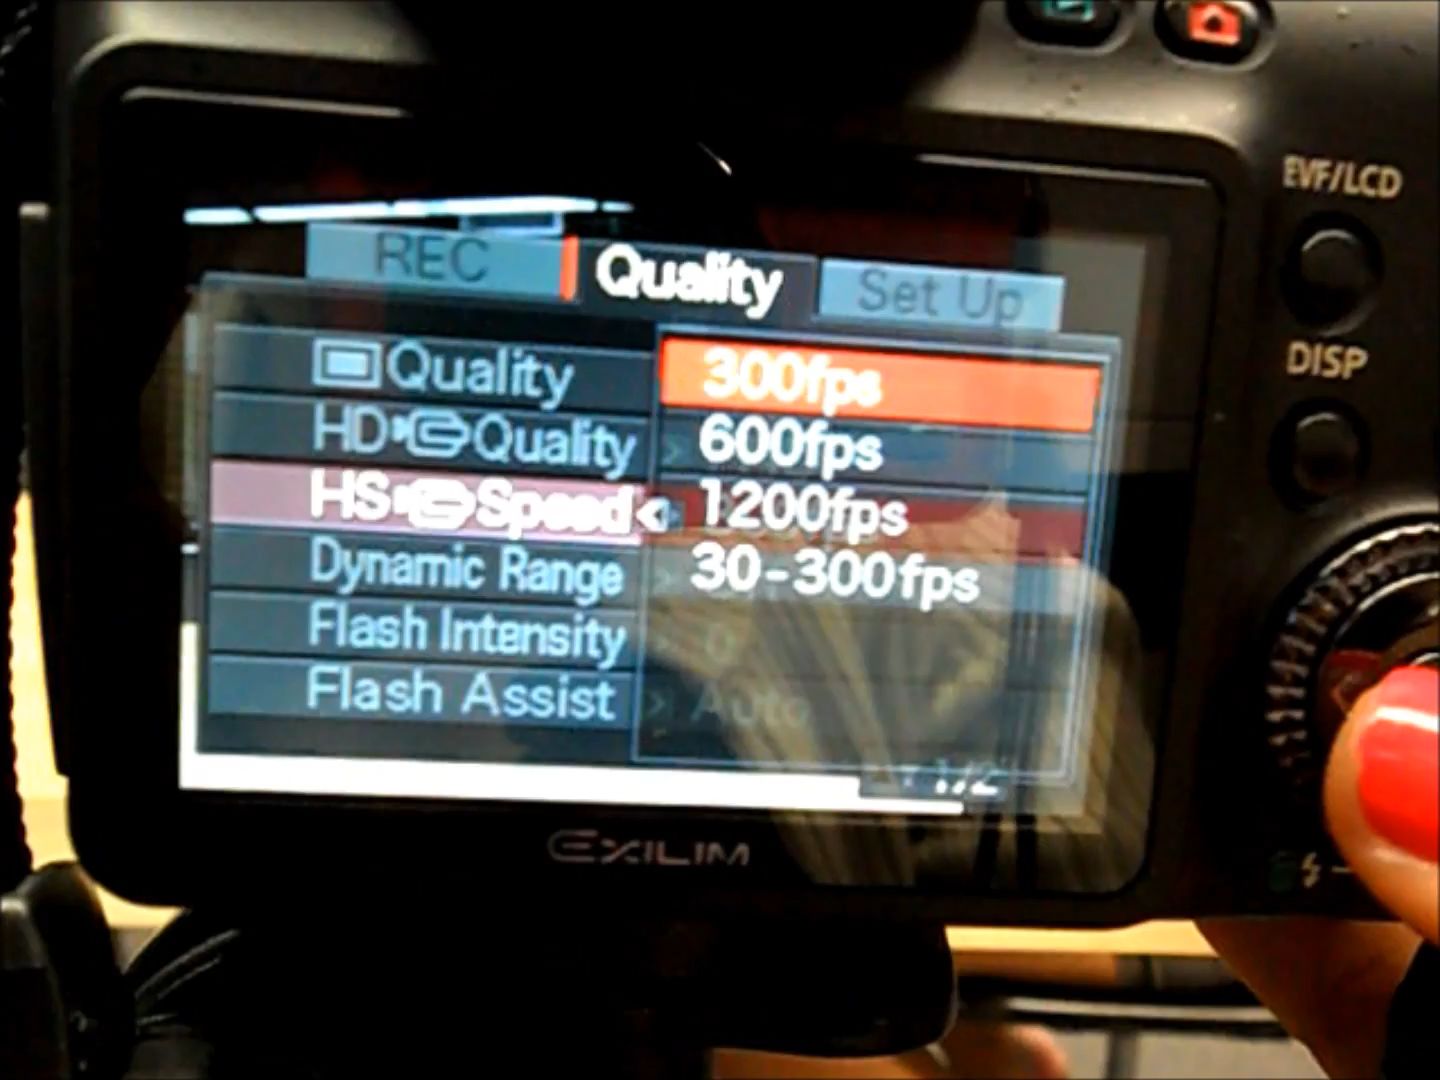 EVF/LCD
REC Quality Set Up
DISP
Quality 300fps
HD Quality 600fps
HS Speed 1200fps
Dynamic Range 30-300fps
Flash Intensity 0
Flash Assist Auto
1/2
EXILIM